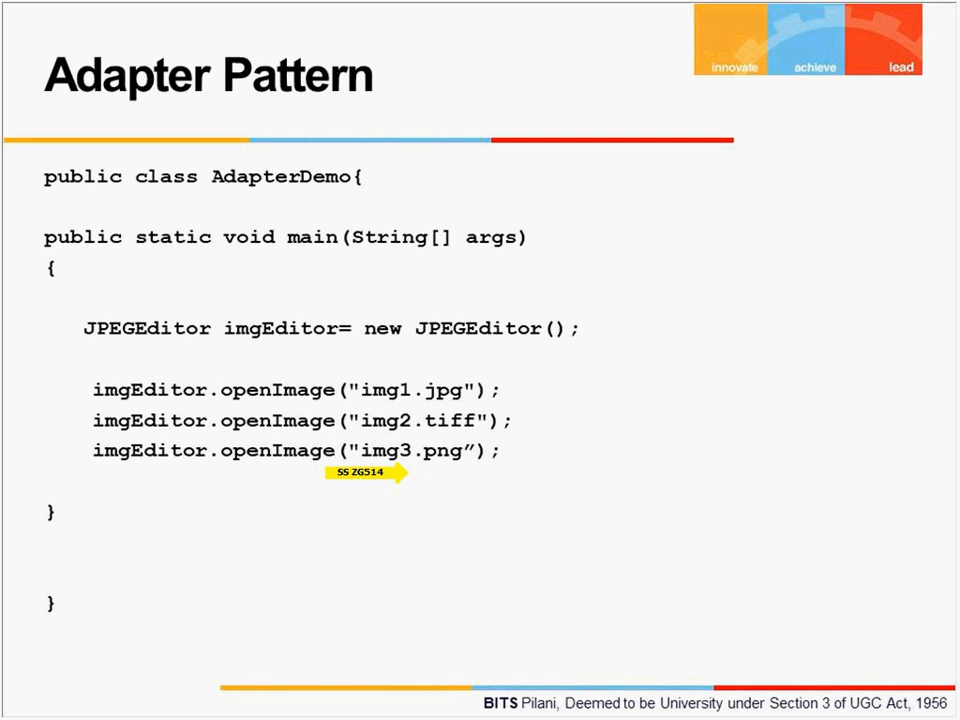 Adapter Pattern
innovate achieve lead
public class AdapterDemo{
public static void main(String[] args)
{
JPEGEditor imgEditor= new JPEGEditor();
imgEditor.openImage("img1.jpg");
imgEditor.openImage("img2.tiff");
imgEditor.openImage("img3.png”);
SS ZG514
}
}
BITS Pilani, Deemed to be University under Section 3 of UGC Act, 1956